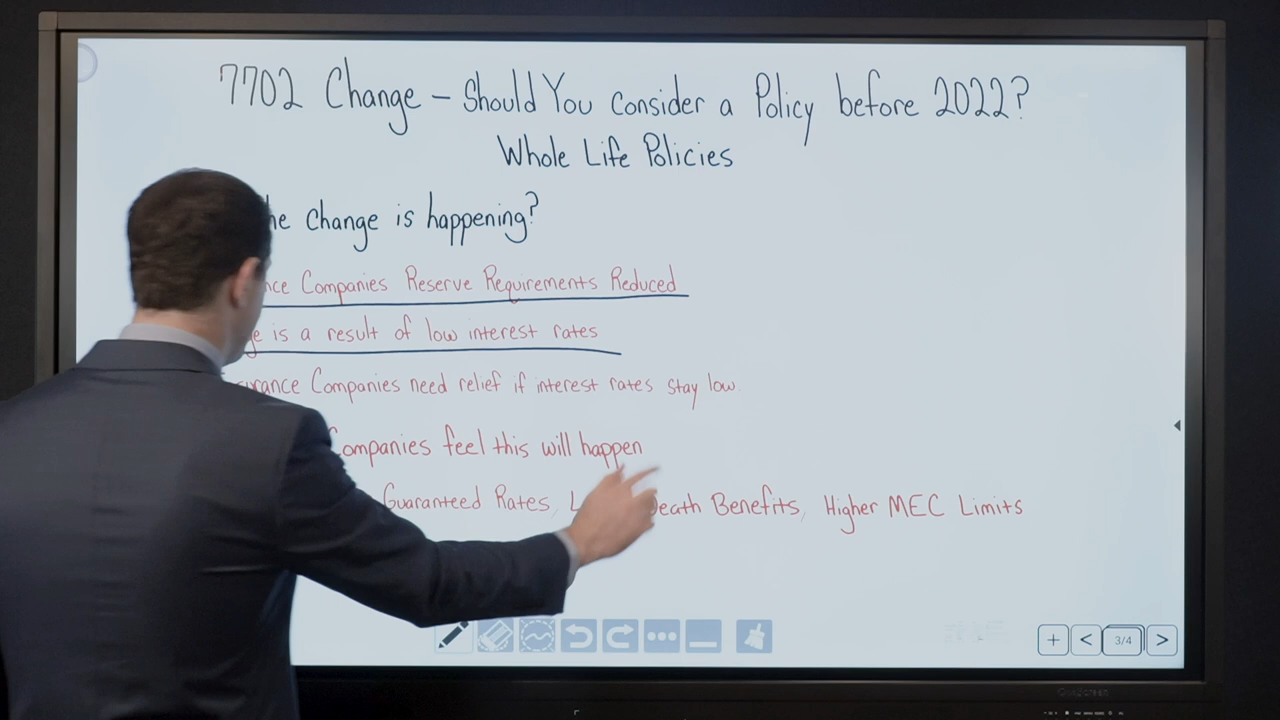 7702 Change - Should You Consider a Policy before 2022?
Whole Life Policies
he change is happening?
nce Companies Reserve Requirements Reduced
e is a result of low interest rates
surance Companies need relief if interest rates stay low
Companies feel this will happen
Guaranteed Rates, L Death Benefits, Higher MEC Limits
3/4